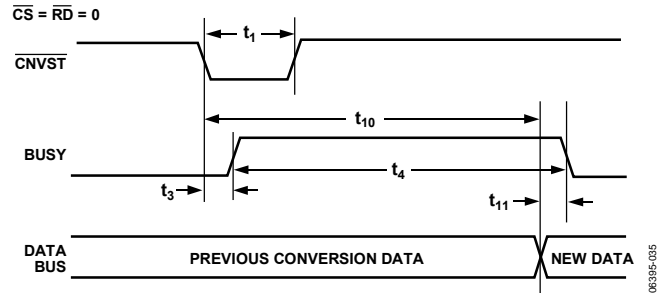 CS = RD = 0
t1
CNVST
t10
BUSY
t4
t3
t11
DATA
BUS
PREVIOUS CONVERSION DATA
NEW DATA
06395-035